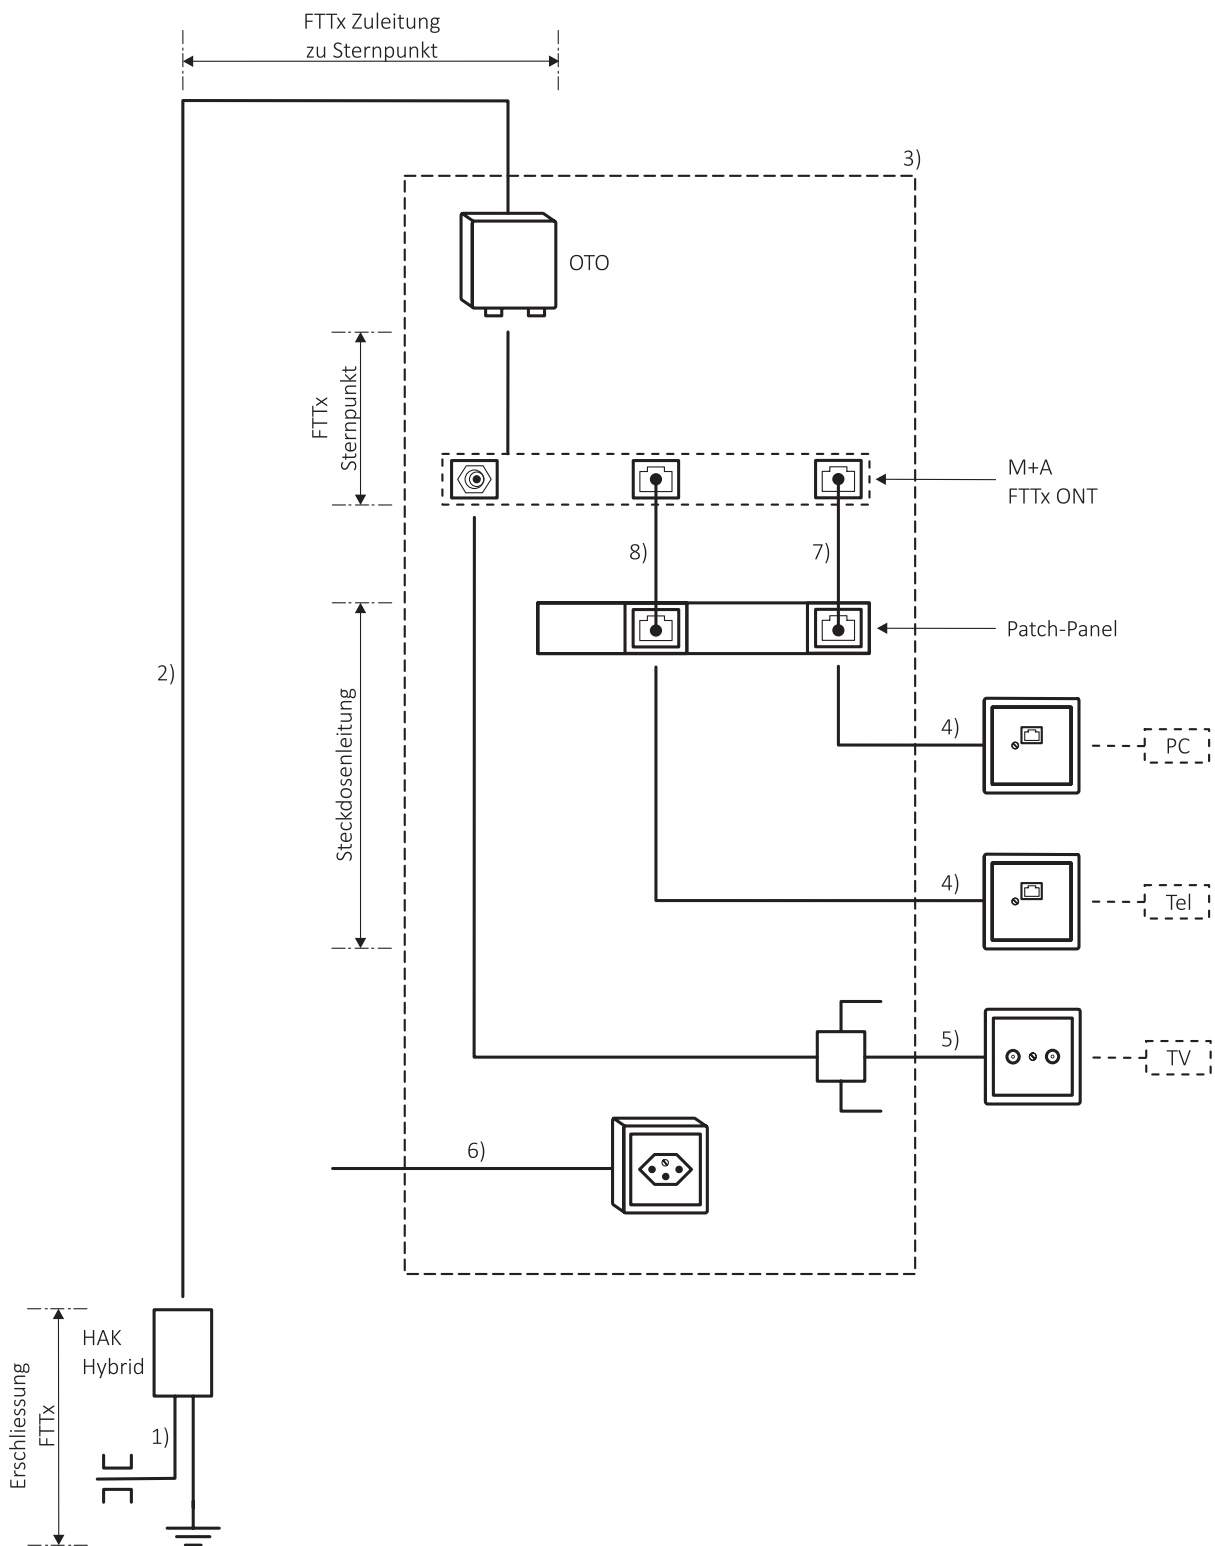 FTTx Zuleitung
zu Sternpunkt
3)
OTO
FTTx
Sternpunkt
M+A
FTTx ONT
8)
7)
Patch-Panel
2)
Steckdosenleitung
4)
PC
4)
Tel
5)
TV
6)
HAK
Hybrid
Erschliessung
FTTx
1)